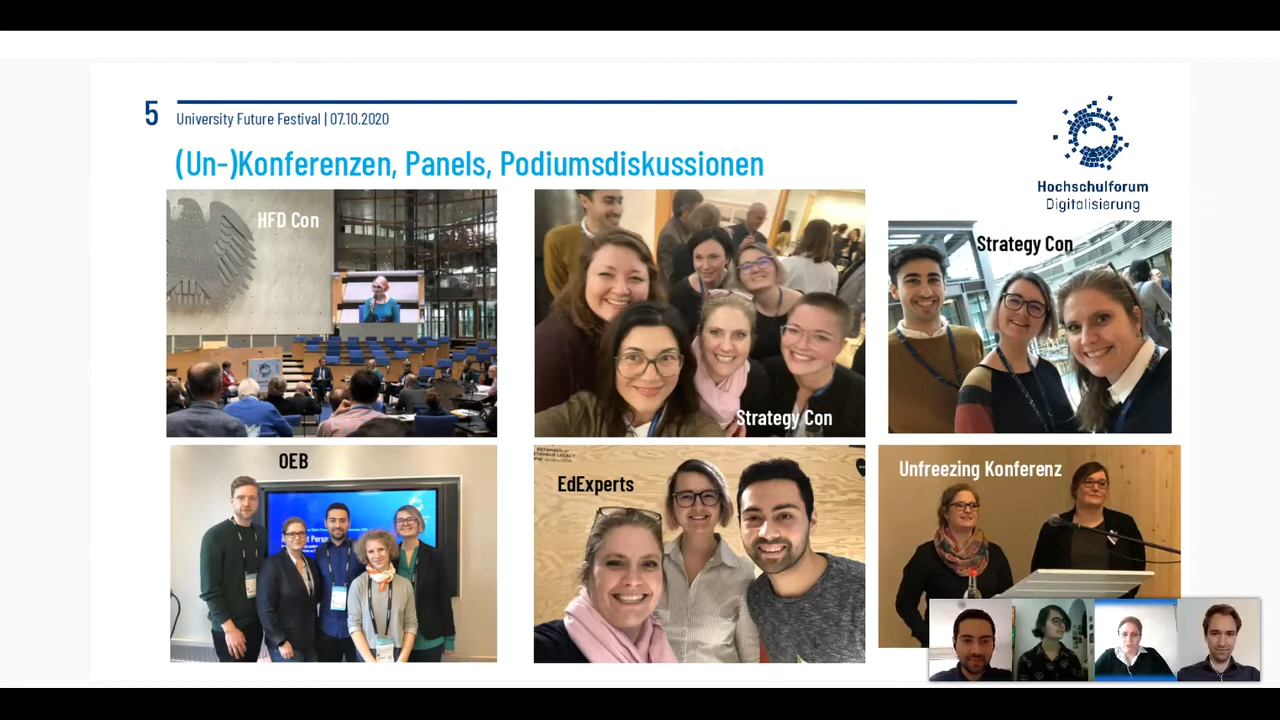 5
University Future Festival | 07.10.2020
(Un-)Konferenzen, Panels, Podiumsdiskussionen
Hochschulforum
Digitalisierung
HFD Con
Strategy Con
Strategy Con
OEB
EdExperts
Unfreezing Konferenz